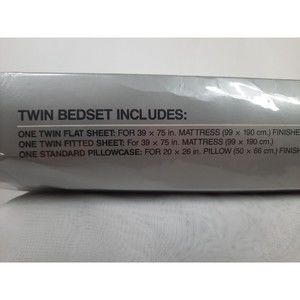 TWIN BEDSET INCLUDES:
ONE TWIN FLAT SHEET: FOR 39 × 75 in. MATTRESS (99 × 190 cm.) FINISHE
ONE TWIN FITTED SHEET: FOR 39 × 75 in. MATTRESS (99 × 190 cm.)
ONE STANDARD PILLOWCASE: FOR 20 × 26 in. PILLOW (50 × 66 cm.) FINISH